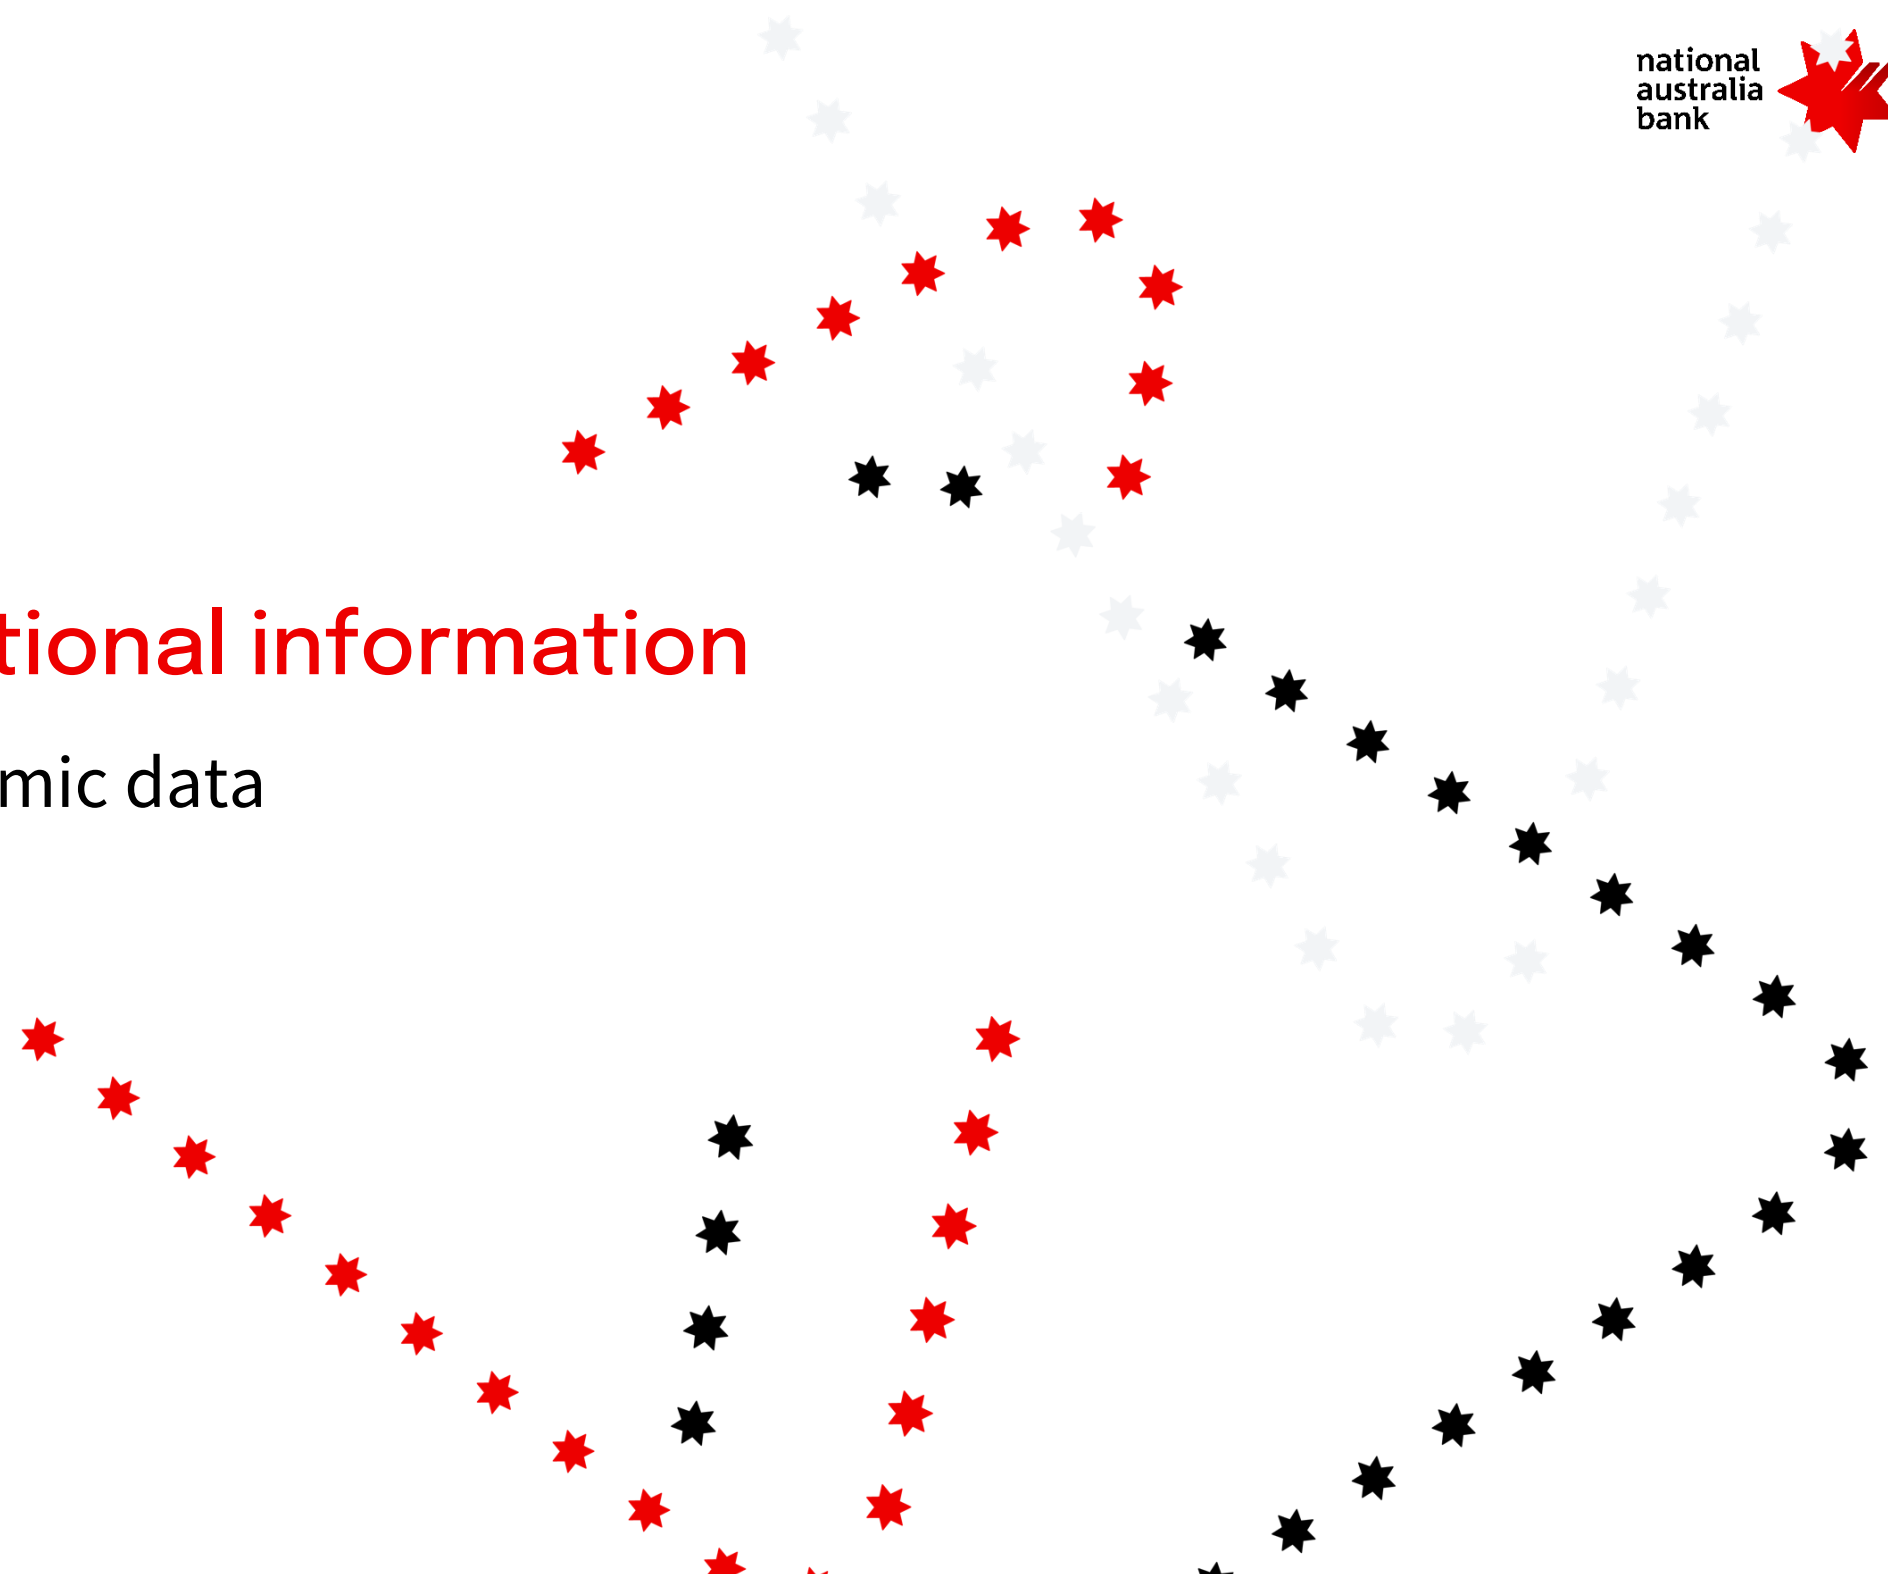 national
australia
bank
tional information
mic data